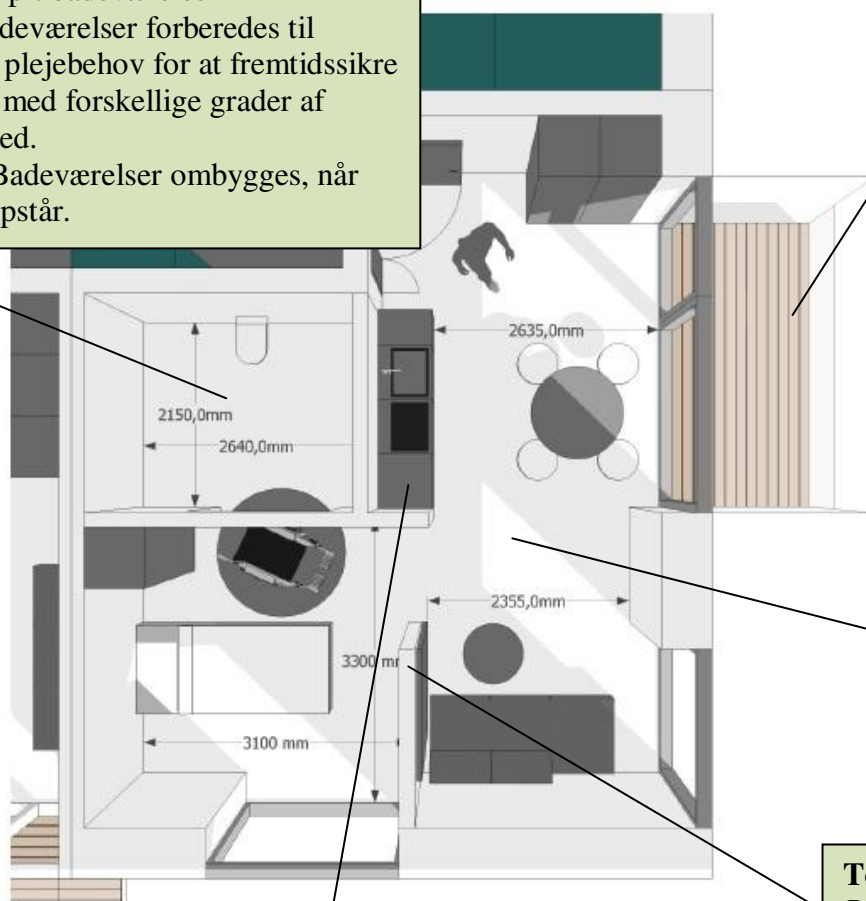 deværelser forberedes til
plejebehov for at fremtidssikre
med forskellige grader af
ed.
Badeværelser ombygges, når
pstår.
2635,0mm
2150,0mm
2640,0mm
2355,0mm
3300 mm
3100 mm